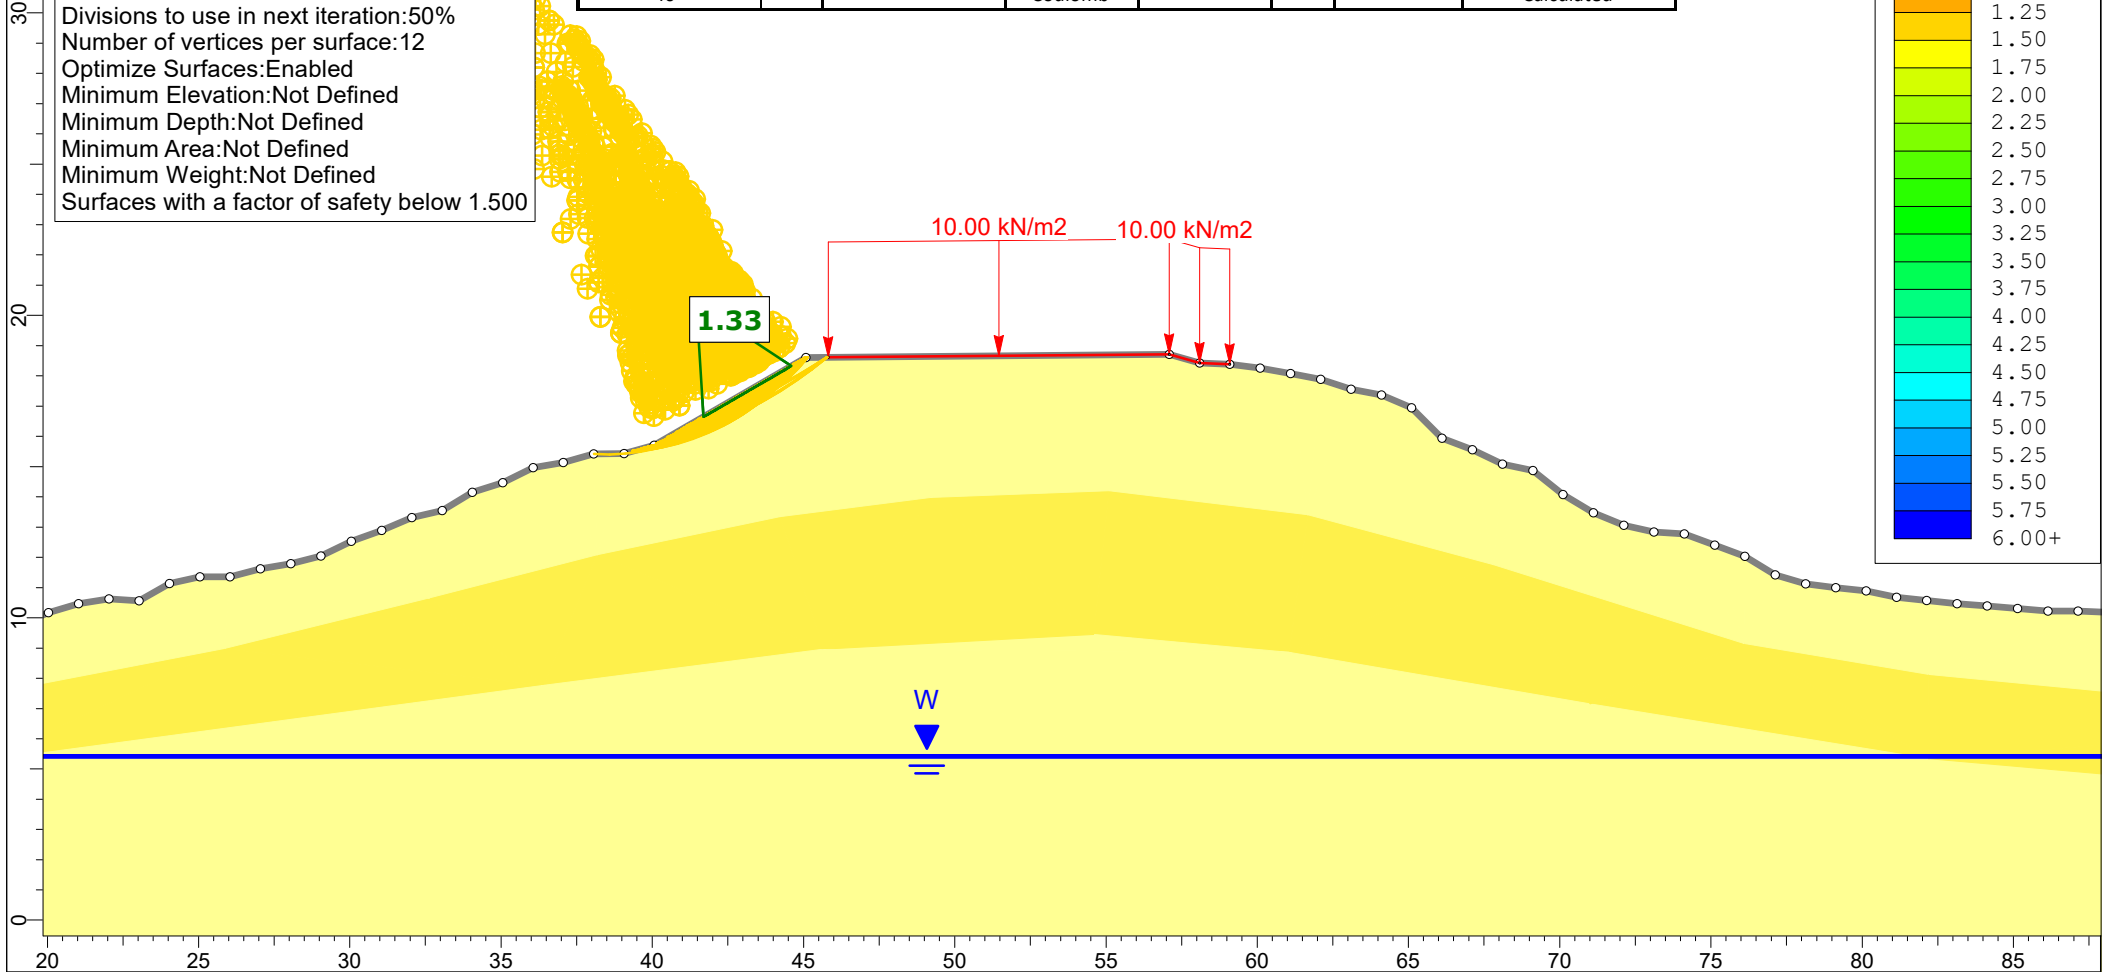 Divisions to use in next iteration:50%
Number of vertices per surface:12
Optimize Surfaces:Enabled
Minimum Elevation:Not Defined
Minimum Depth:Not Defined
Minimum Area:Not Defined
Minimum Weight:Not Defined
Surfaces with a factor of safety below 1.500
1.25
1.50
1.75
2.00
2.25
2.50
2.75
3.00
3.25
3.50
3.75
4.00
4.25
4.50
4.75
5.00
5.25
5.50
5.75
6.00+
10.00 kN/m2
10.00 kN/m2
1.33
W
30
20
10
0
20 25 30 35 40 45 50 55 60 65 70 75 80 85